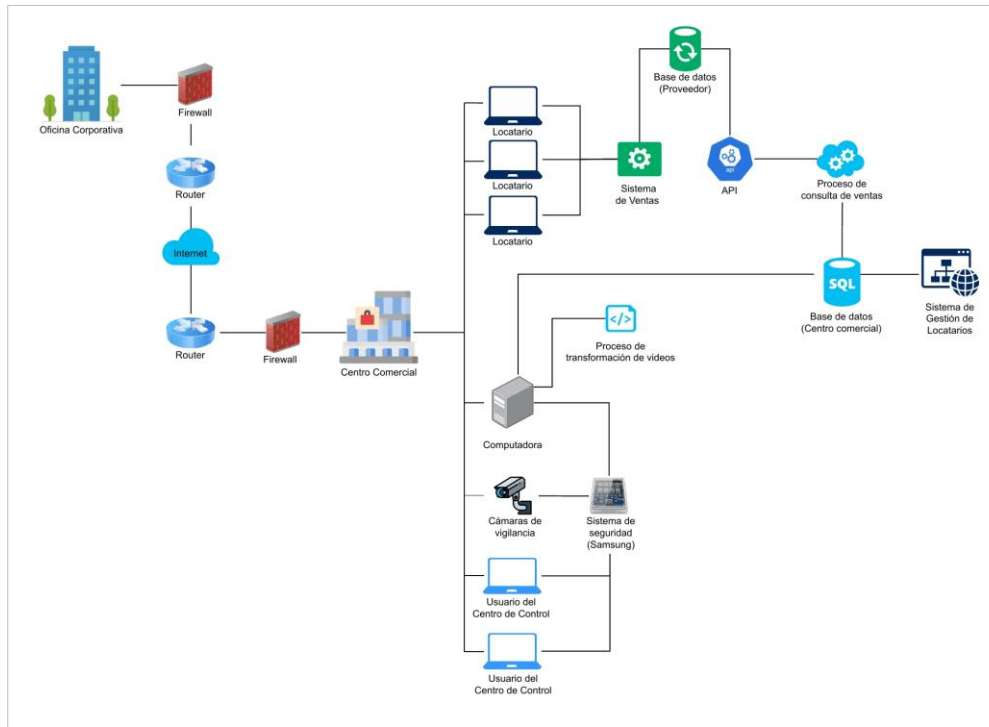 Oficina Corporativa
Firewall
Router
Internet
Router
Firewall
Centro Comercial
Locatario
Locatario
Locatario
Sistema
de Ventas
Base de datos
(Proveedor)
api
API
Proceso de
consulta de ventas
SQL
Base de datos
(Centro comercial)
Sistema de
Gestión de
Locatarios
</>
Proceso de
transformación de videos
Computadora
Cámaras de
vigilancia
Sistema de
seguridad
(Samsung)
Usuario del
Centro de Control
Usuario del
Centro de Control